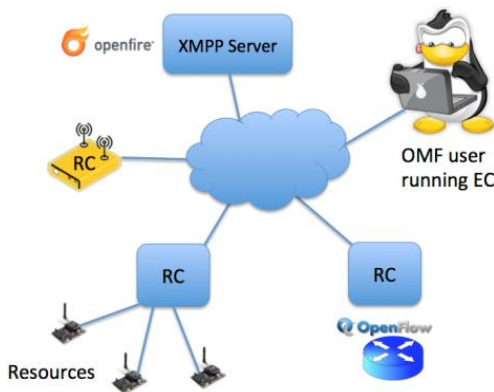 openfire
XMPP Server
RC
OMF user
running EC
RC
RC
OpenFlow
Resources